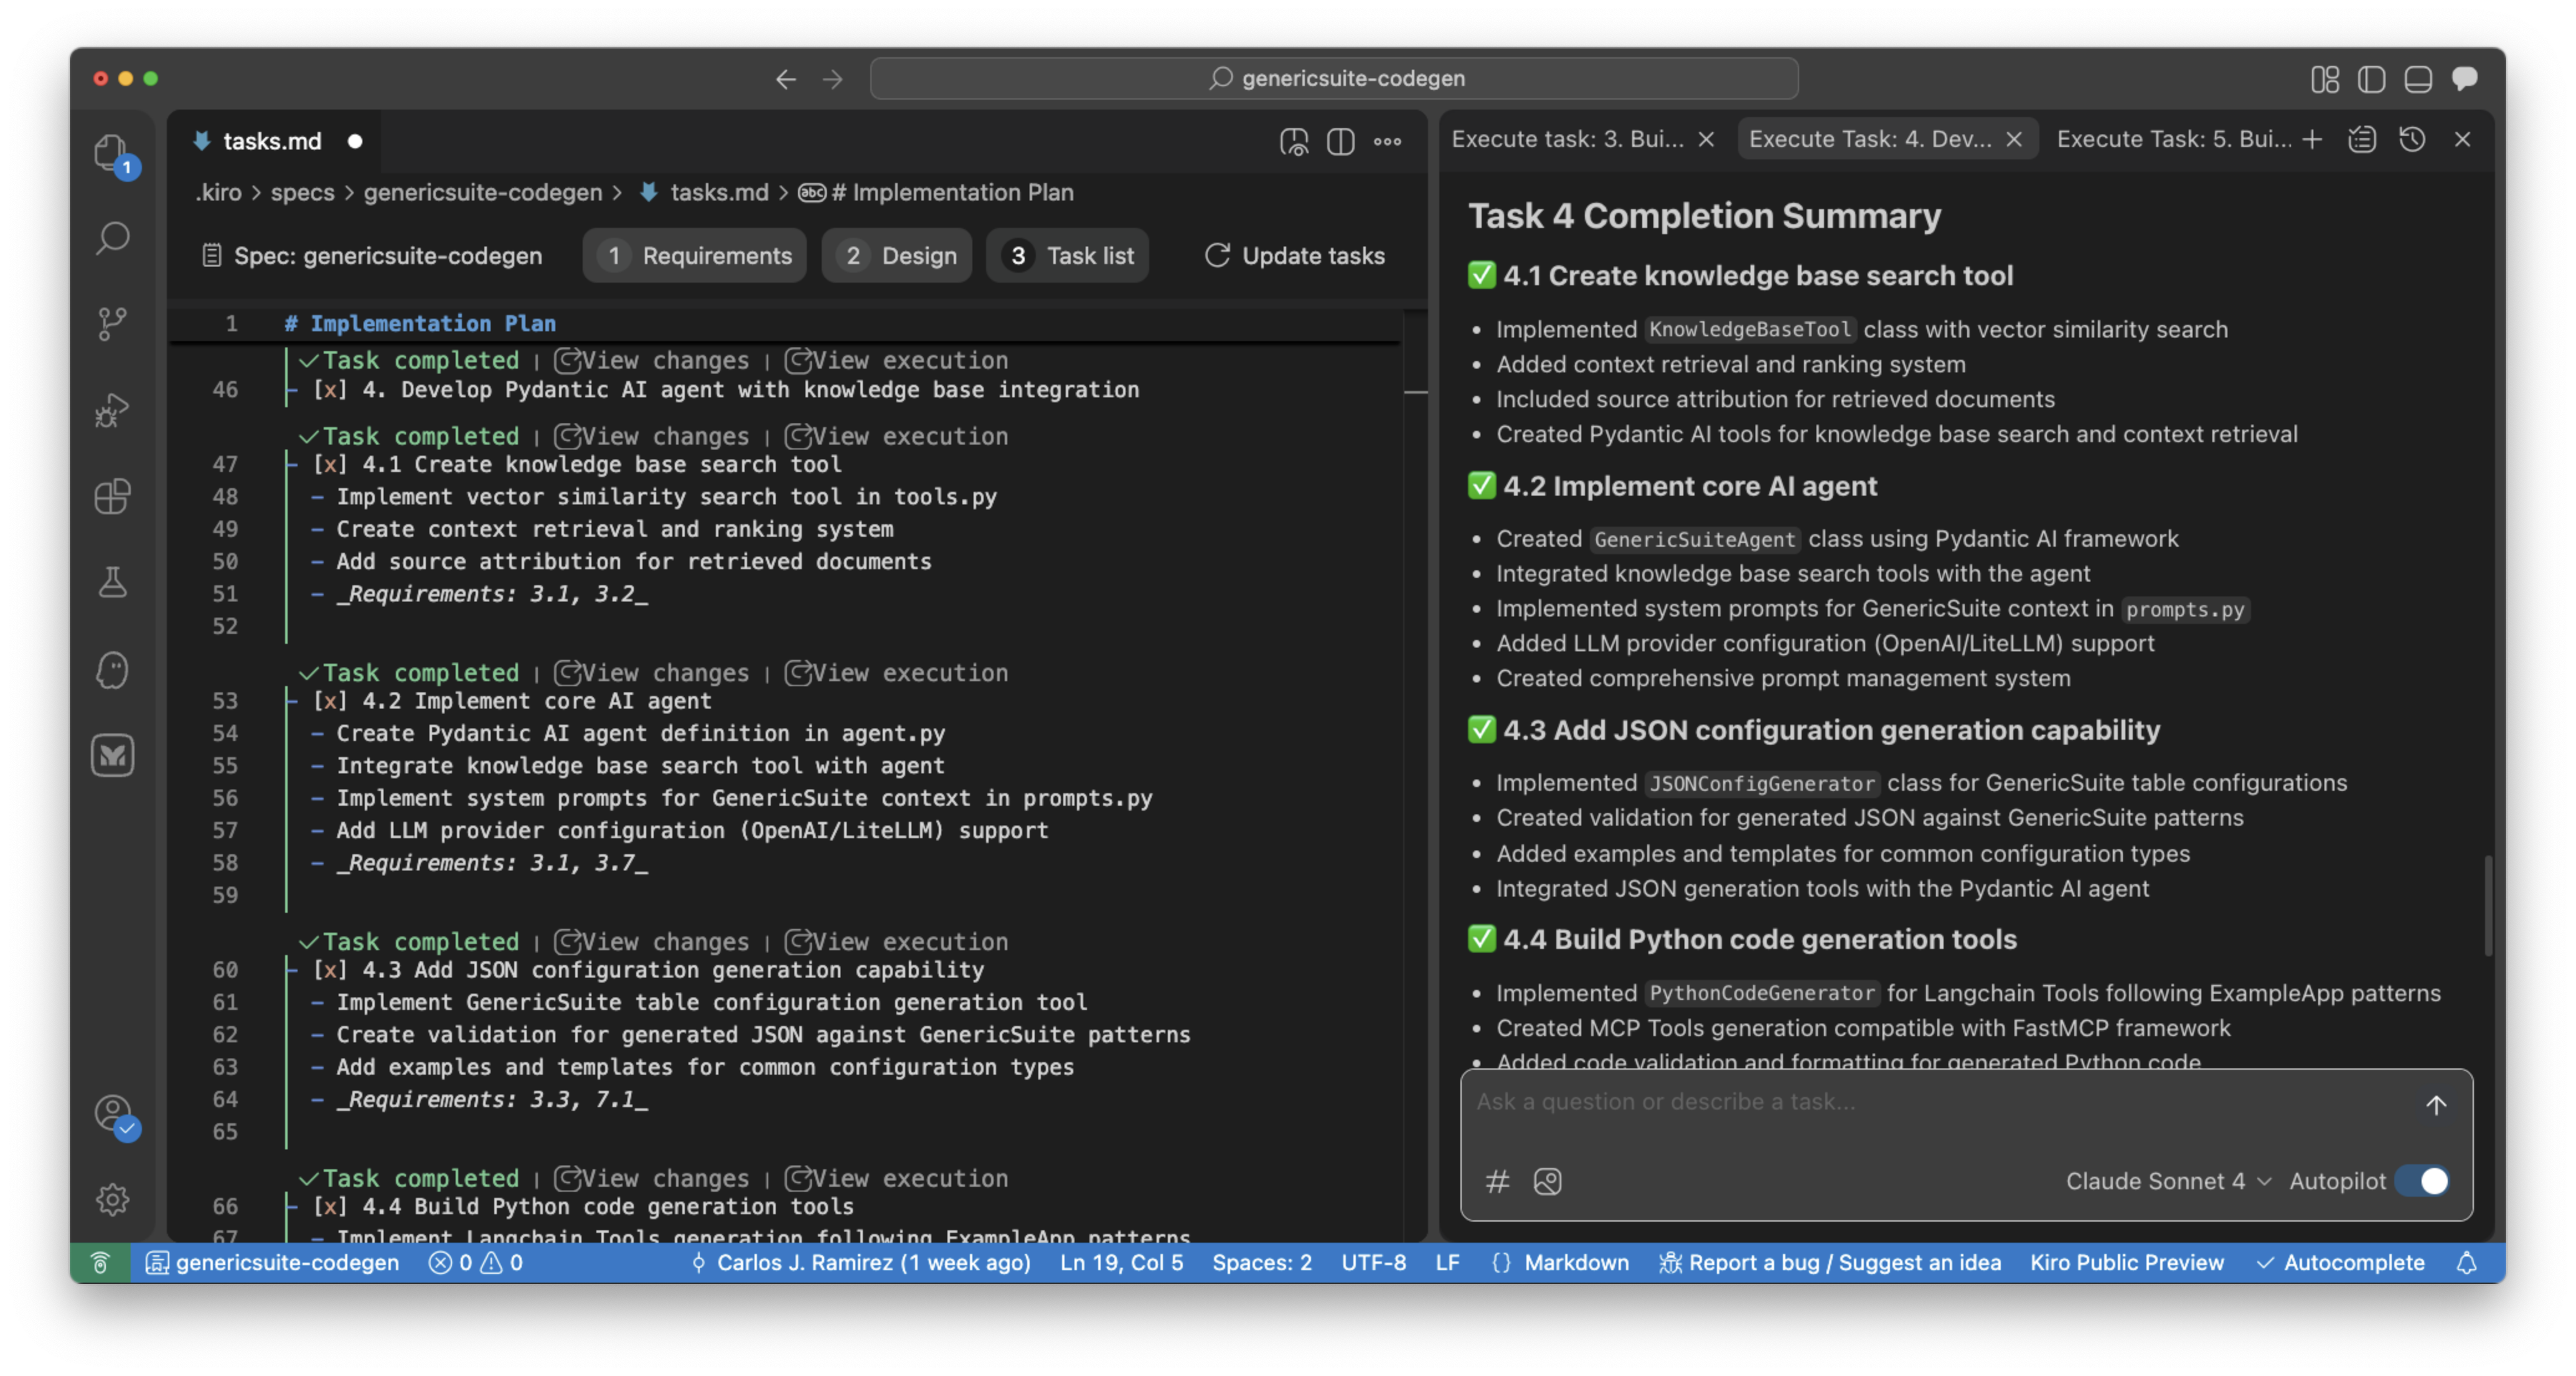 genericsuite-codegen
1
tasks.md
.kiro > specs > genericsuite-codegen > tasks.md > abc # Implementation Plan
Spec: genericsuite-codegen
1 Requirements
2 Design
3 Task list
Update tasks
1 # Implementation Plan
Task completed | View changes | View execution
46 - [x] 4. Develop Pydantic AI agent with knowledge base integration
Task completed | View changes | View execution
47 - [x] 4.1 Create knowledge base search tool
48 - Implement vector similarity search tool in tools.py
49 - Create context retrieval and ranking system
50 - Add source attribution for retrieved documents
51 - _Requirements: 3.1, 3.2_
52
Task completed | View changes | View execution
53 - [x] 4.2 Implement core AI agent
54 - Create Pydantic AI agent definition in agent.py
55 - Integrate knowledge base search tool with agent
56 - Implement system prompts for GenericSuite context in prompts.py
57 - Add LLM provider configuration (OpenAI/LiteLLM) support
58 - _Requirements: 3.1, 3.7_
59
Task completed | View changes | View execution
60 - [x] 4.3 Add JSON configuration generation capability
61 - Implement GenericSuite table configuration generation tool
62 - Create validation for generated JSON against GenericSuite patterns
63 - Add examples and templates for common configuration types
64 - _Requirements: 3.3, 7.1_
65
Task completed | View changes | View execution
66 - [x] 4.4 Build Python code generation tools
67 - Implement Langchain Tools generation following ExampleApp patterns
Execute task: 3. Bui...
Execute Task: 4. Dev...
Execute Task: 5. Bui...
Task 4 Completion Summary
✅ 4.1 Create knowledge base search tool
• Implemented KnowledgeBaseTool class with vector similarity search
• Added context retrieval and ranking system
• Included source attribution for retrieved documents
• Created Pydantic AI tools for knowledge base search and context retrieval
✅ 4.2 Implement core AI agent
• Created GenericSuiteAgent class using Pydantic AI framework
• Integrated knowledge base search tools with the agent
• Implemented system prompts for GenericSuite context in prompts.py
• Added LLM provider configuration (OpenAI/LiteLLM) support
• Created comprehensive prompt management system
✅ 4.3 Add JSON configuration generation capability
• Implemented JSONConfigGenerator class for GenericSuite table configurations
• Created validation for generated JSON against GenericSuite patterns
• Added examples and templates for common configuration types
• Integrated JSON generation tools with the Pydantic AI agent
✅ 4.4 Build Python code generation tools
• Implemented PythonCodeGenerator for Langchain Tools following ExampleApp patterns
• Created MCP Tools generation compatible with FastMCP framework
• Added code validation and formatting for generated Python code
Ask a question or describe a task...
#
Claude Sonnet 4
Autopilot
genericsuite-codegen
0
0
Carlos J. Ramirez (1 week ago)
Ln 19, Col 5
Spaces: 2
UTF-8
LF
{} Markdown
Report a bug / Suggest an idea
Kiro Public Preview
Autocomplete